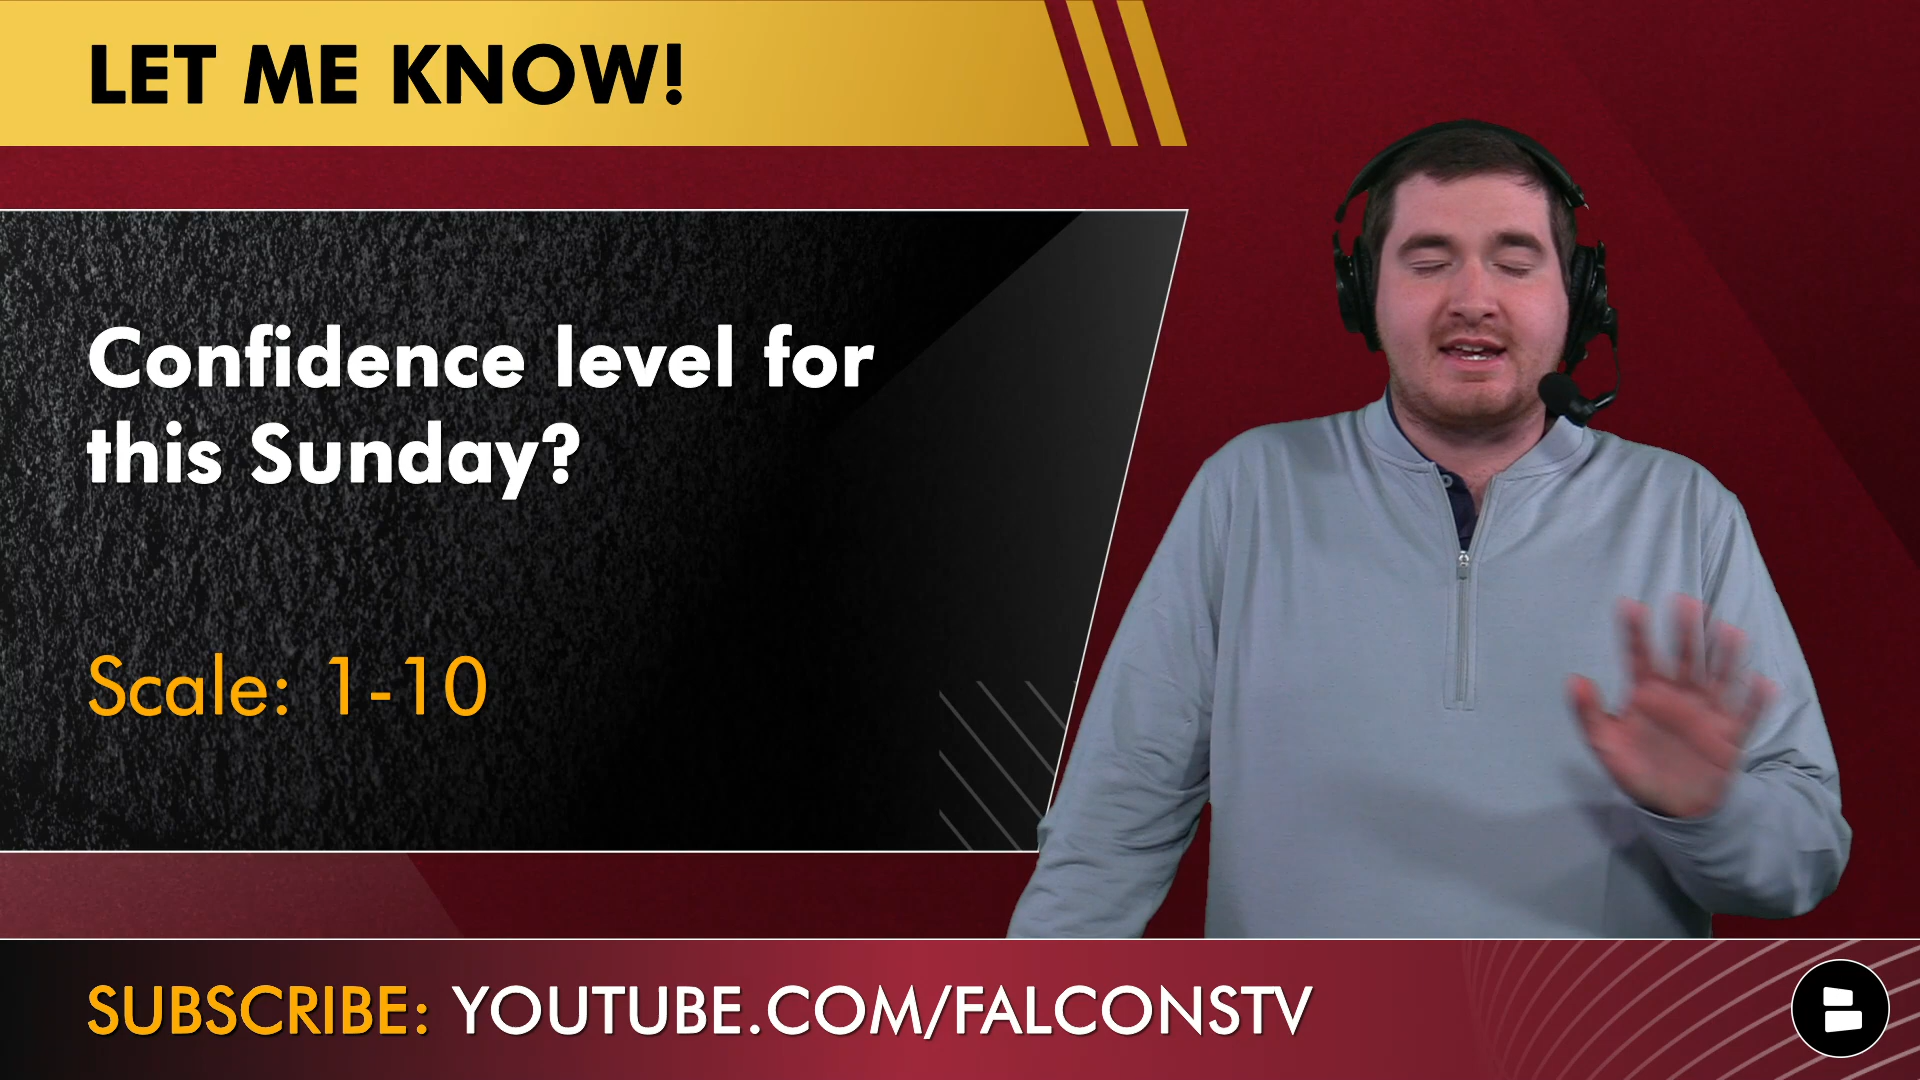 LET ME KNOW!
Confidence level for
this Sunday?
Scale: 1-10
SUBSCRIBE: YOUTUBE.COM/FALCONSTV